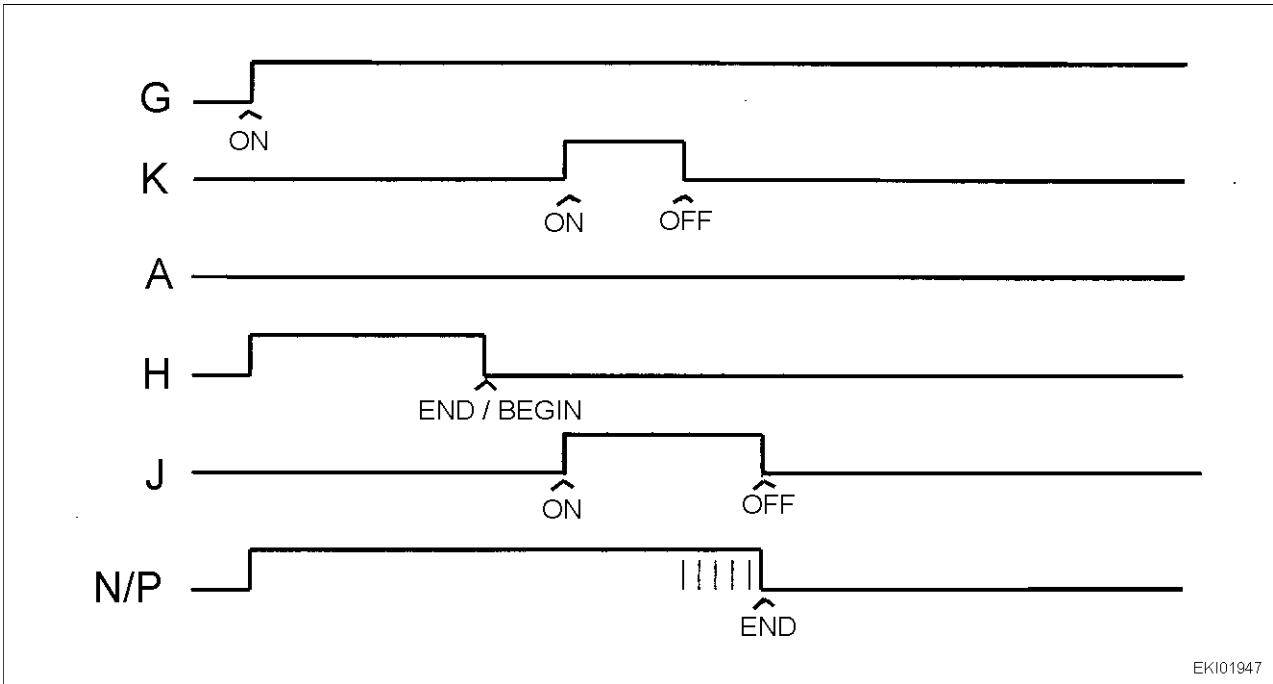 G
ON
K
ON OFF
A
H
END / BEGIN
J
ON OFF
N/P
END
EKI01947